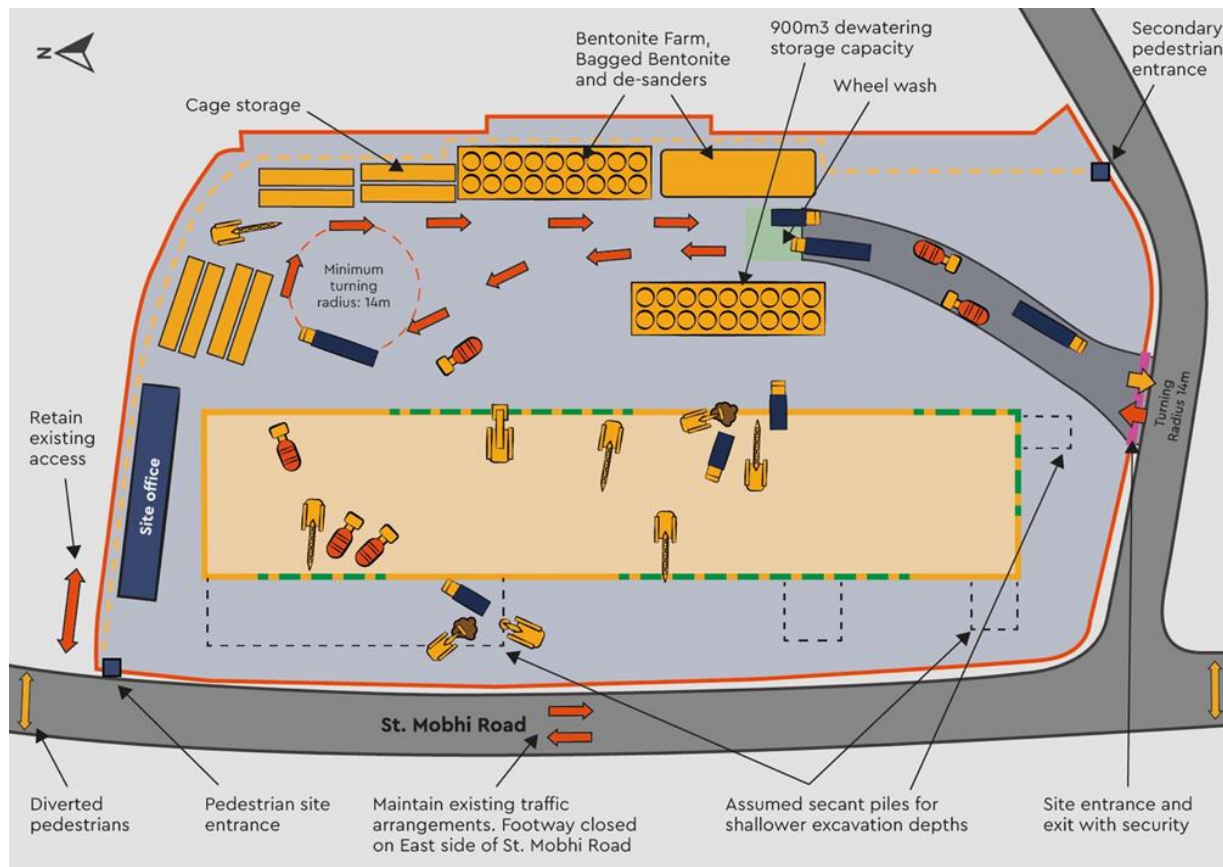 N
Bentonite Farm,
Bagged Bentonite
and de-sanders
900m3 dewatering
storage capacity
Wheel wash
Secondary
pedestrian
entrance
Cage storage
Minimum
turning
radius: 14m
Retain
existing
access
Site office
Turning
Radius 14m
St. Mobhi Road
Diverted
pedestrians
Pedestrian site
entrance
Maintain existing traffic
arrangements. Footway closed
on East side of St. Mobhi Road
Assumed secant piles for
shallower excavation depths
Site entrance and
exit with security